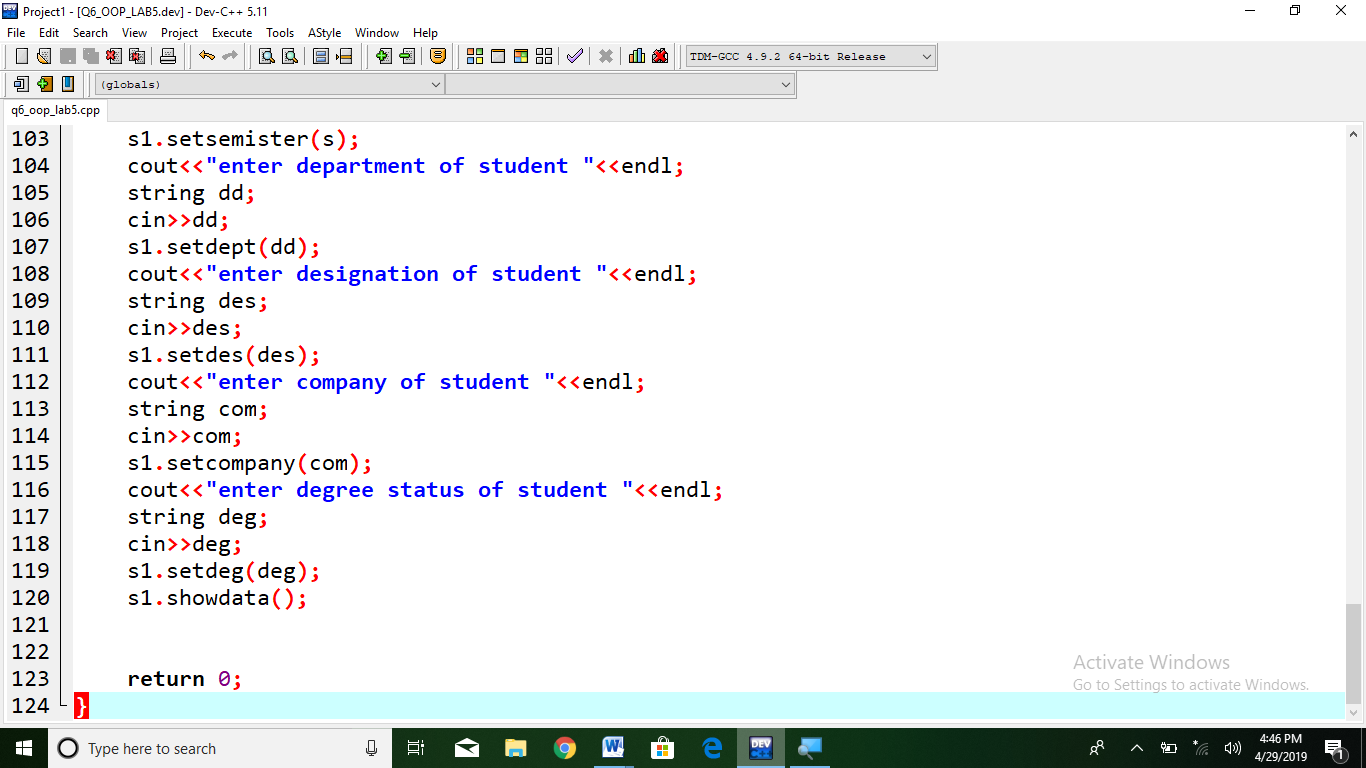 Project1 - [Q6_OOP_LAB5.dev] - Dev-C++ 5.11
File Edit Search View Project Execute Tools AStyle Window Help
TDM-GCC 4.9.2 64-bit Release
(globals)
q6_oop_lab5.cpp
103 s1.setsemister(s);
104 cout<<"enter department of student "<<endl;
105 string dd;
106 cin>>dd;
107 s1.setdept(dd);
108 cout<<"enter designation of student "<<endl;
109 string des;
110 cin>>des;
111 s1.setdes(des);
112 cout<<"enter company of student "<<endl;
113 string com;
114 cin>>com;
115 s1.setcompany(com);
116 cout<<"enter degree status of student "<<endl;
117 string deg;
118 cin>>deg;
119 s1.setdeg(deg);
120 s1.showdata();
121
122
123 return 0;
124 }
Activate Windows
Go to Settings to activate Windows.
Type here to search
DEV
4:46 PM
4/29/2019
1